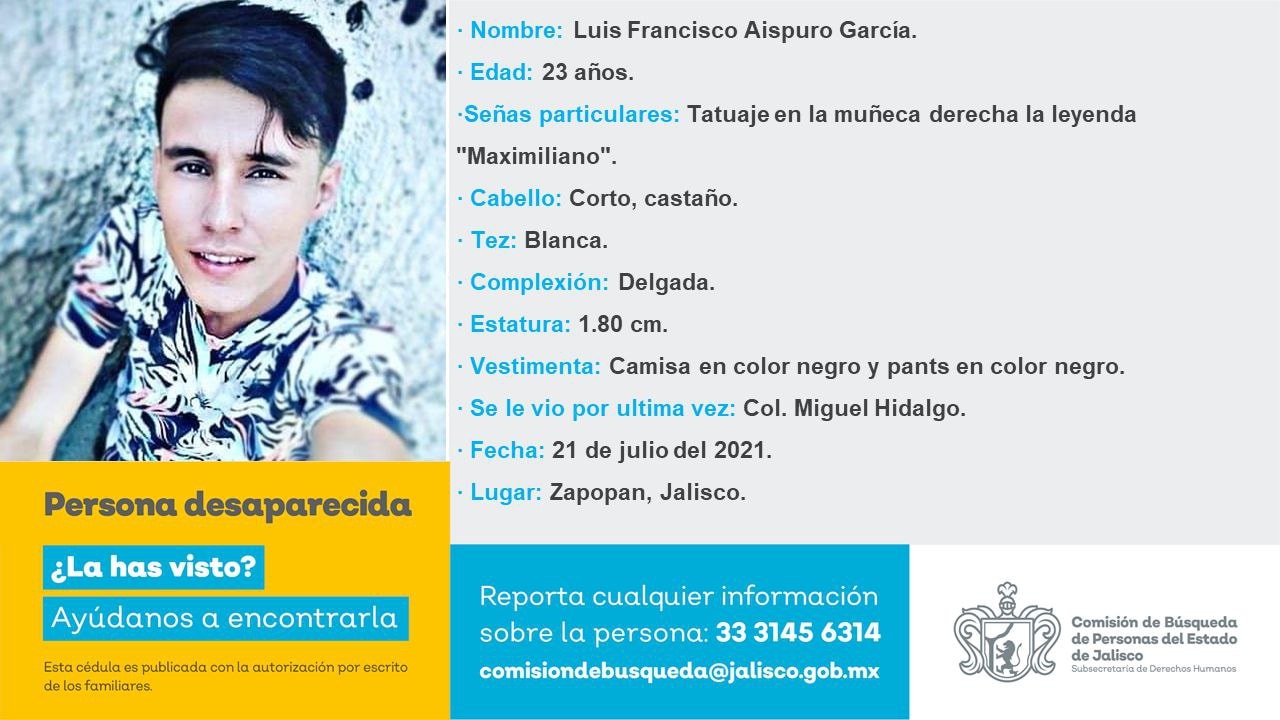 · Nombre: Luis Francisco Aispuro García.
· Edad: 23 años.
·Señas particulares: Tatuaje en la muñeca derecha la leyenda
"Maximiliano".
· Cabello: Corto, castaño.
· Tez: Blanca.
· Complexión: Delgada.
· Estatura: 1.80 cm.
· Vestimenta: Camisa en color negro y pants en color negro.
· Se le vio por ultima vez: Col. Miguel Hidalgo.
· Fecha: 21 de julio del 2021.
· Lugar: Zapopan, Jalisco.
Persona desaparecida
¿La has visto?
Ayúdanos a encontrarla
Esta cédula es publicada con la autorización por escrito
de los familiares.
Reporta cualquier información
sobre la persona: 33 3145 6314
comisiondebusqueda@jalisco.gob.mx
Comisión de Búsqueda
de Personas del Estado
de Jalisco
Subsecretaría de Derechos Humanos